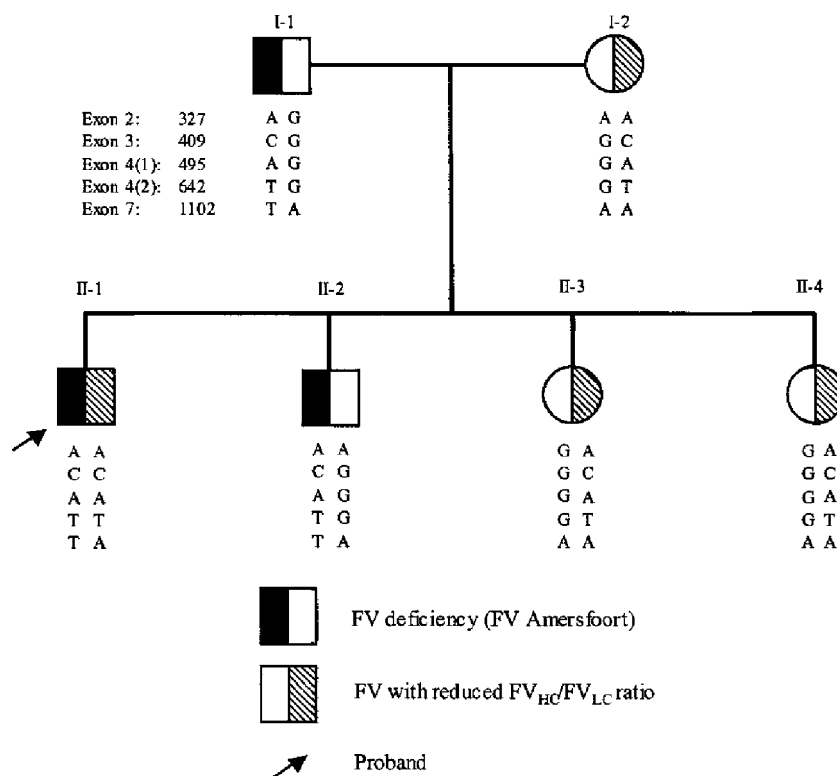 I-1 I-2
Exon 2: 327 A G A A
Exon 3: 409 C G G C
Exon 4(1): 495 A G G A
Exon 4(2): 642 T G G T
Exon 7: 1102 T A A A
II-1 II-2 II-3 II-4
A A A A G A G A
C C C G G C G C
A A A G G A G A
T T T G G T G T
T A T A A A A A
FV deficiency (FV Amersfoort)
FV with reduced FVHC/FVLC ratio
Proband